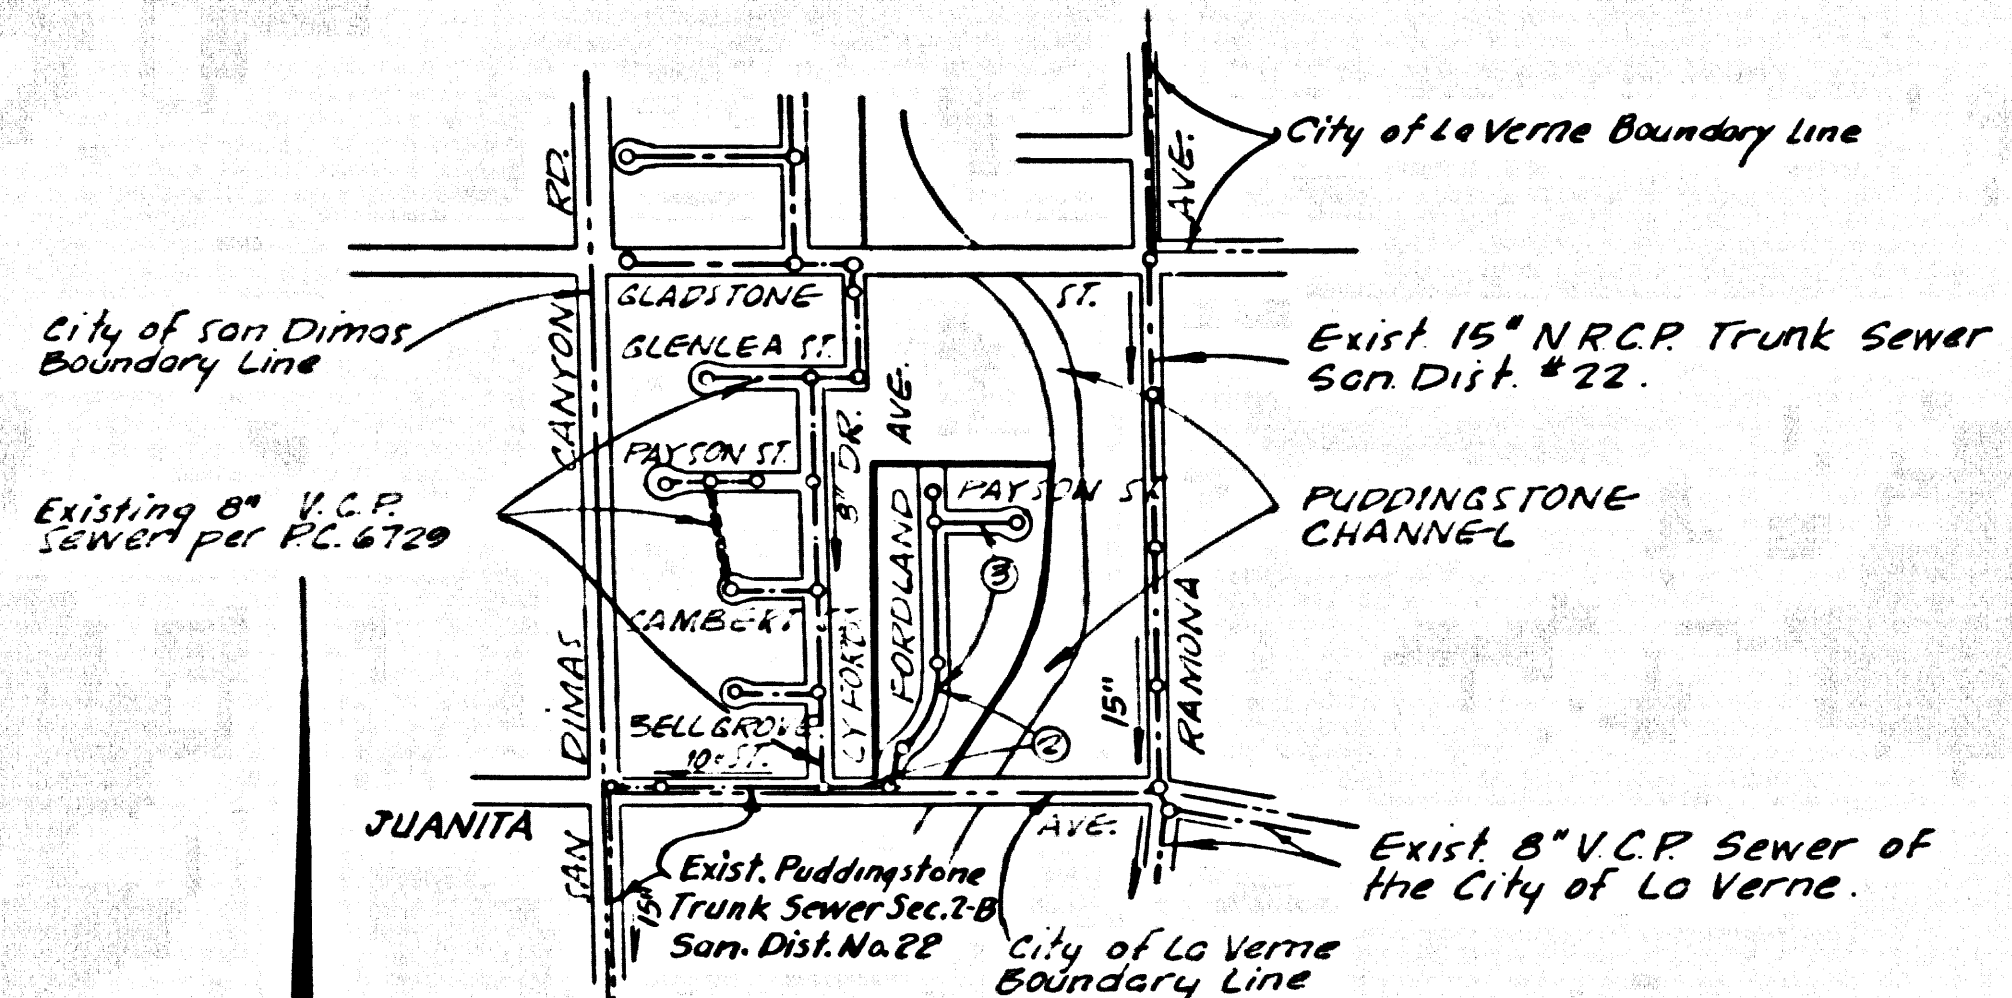 City of La Verne Boundary Line
AVE.
RD.
GLADSTONE ST.
City of San Dimas
Boundary Line
GLENLEA ST.
Exist. 15" N.R.C.P. Trunk Sewer
San. Dist. #22.
CANYON
AVE.
DR.
8"
PAYSON ST.
PAYSON ST.
Existing 8" V.C.P.
Sewer per P.C. 6729
PUDDINGSTONE
CHANNEL
FORDLAND
3
RAMONA
15"
DIMAS
BELLGROVE
10" ST.
2
JUANITA AVE.
SAN
15"
Exist. Puddingstone
Trunk Sewer Sec. 2-B
San. Dist. No. 22
Exist. 8" V.C.P. Sewer of
the City of La Verne.
City of La Verne
Boundary Line